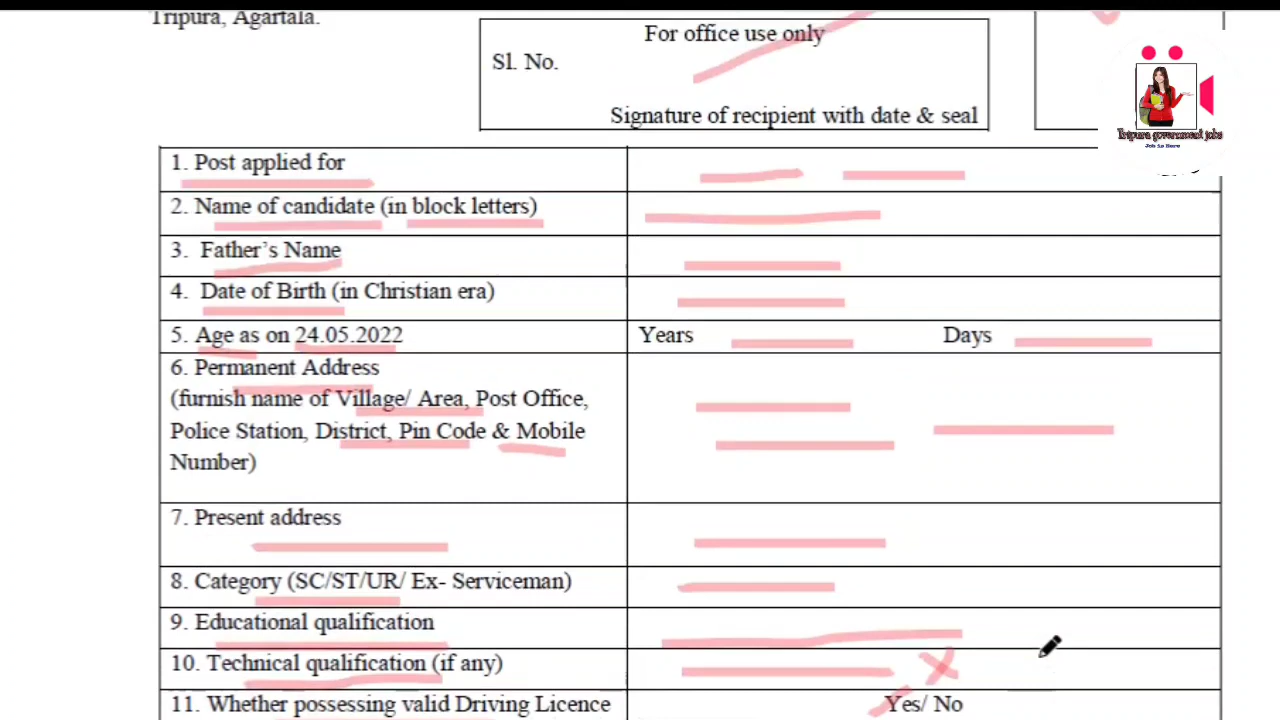 Tripura, Agartala.
For office use only
Sl. No.
Signature of recipient with date & seal
Tripura government jobs
Job is Here
1. Post applied for
2. Name of candidate (in block letters)
3. Father's Name
4. Date of Birth (in Christian era)
5. Age as on 24.05.2022 Years Days
6. Permanent Address
(furnish name of Village/ Area, Post Office,
Police Station, District, Pin Code & Mobile
Number)
7. Present address
8. Category (SC/ST/UR/ Ex- Serviceman)
9. Educational qualification
10. Technical qualification (if any)
11. Whether possessing valid Driving Licence Yes/ No